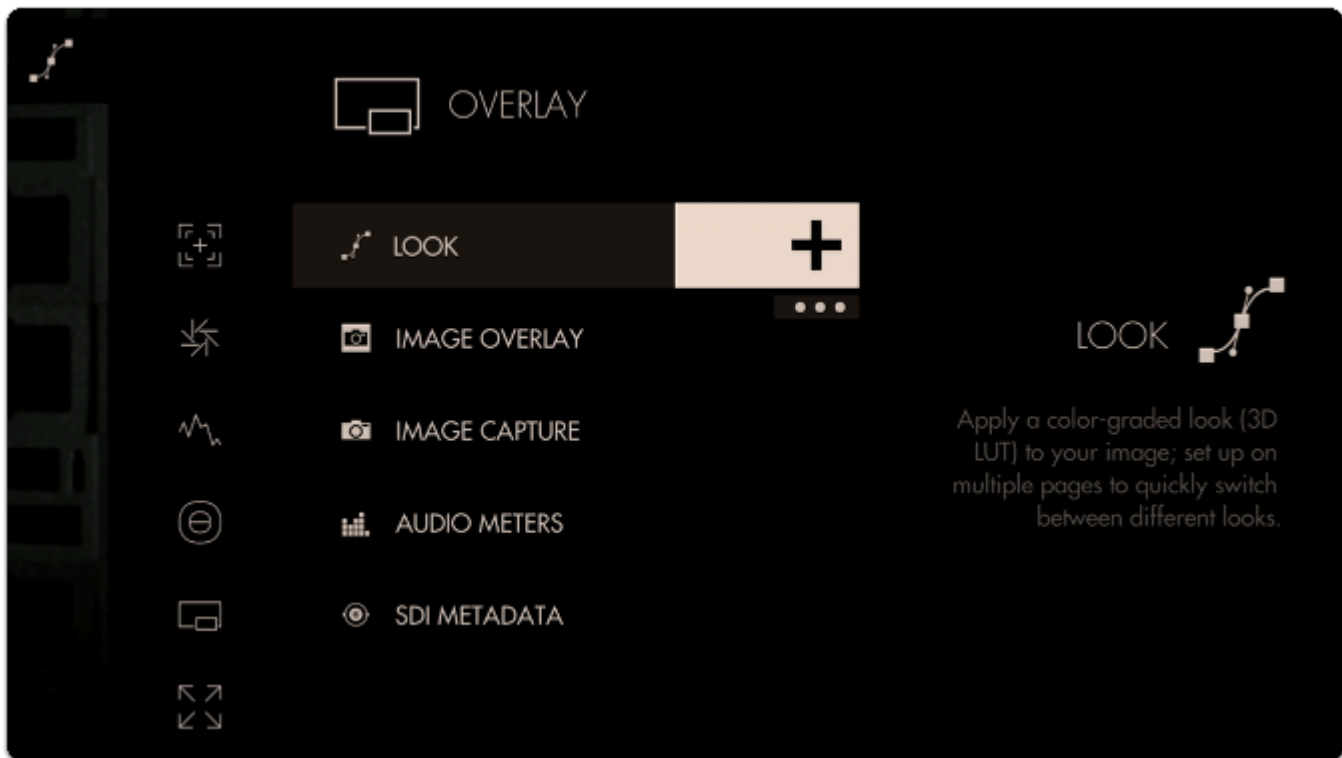 OVERLAY
LOOK
IMAGE OVERLAY
IMAGE CAPTURE
AUDIO METERS
SDI METADATA
LOOK
Apply a color-graded look (3D
LUT) to your image; set up on
multiple pages to quickly switch
between different looks.